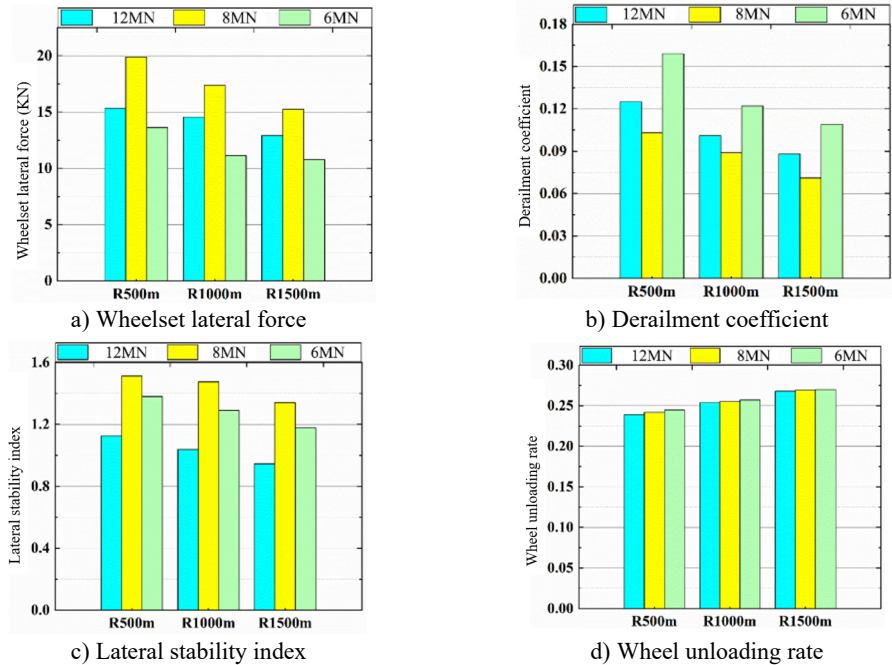 12MN 8MN 6MN
Wheelset lateral force (KN)
20
15
10
5
0
R500m R1000m R1500m
a) Wheelset lateral force
12MN 8MN 6MN
Derailment coefficient
0.18
0.15
0.12
0.09
0.06
0.03
0.00
R500m R1000m R1500m
b) Derailment coefficient
12MN 8MN 6MN
Lateral stability index
1.6
1.2
0.8
0.4
0.0
R500m R1000m R1500m
c) Lateral stability index
12MN 8MN 6MN
Wheel unloading rate
0.30
0.25
0.20
0.15
0.10
0.05
0.00
R500m R1000m R1500m
d) Wheel unloading rate